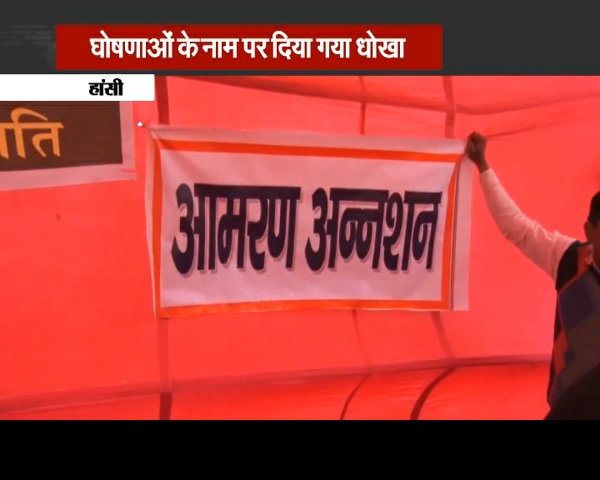 घोषणाओं के नाम पर दिया गया धोखा
हांसी
आमरण अन्नशन